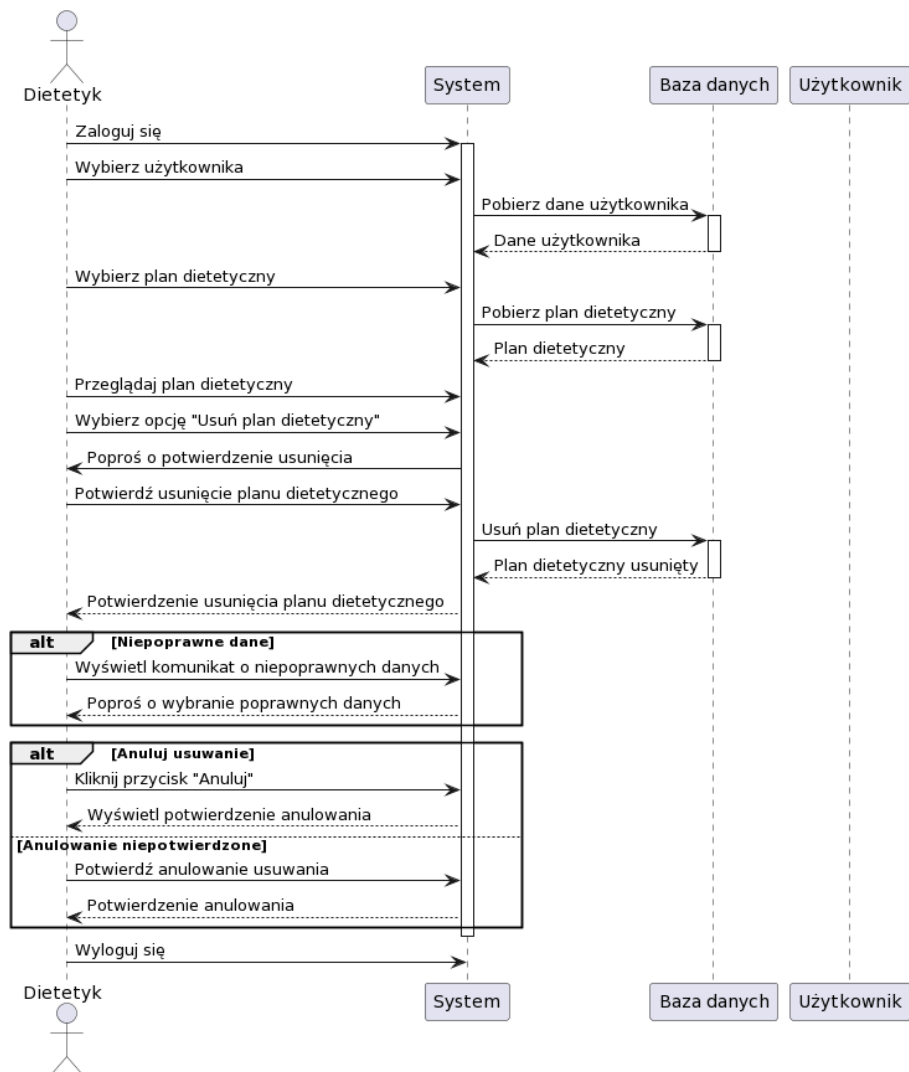 Dietetyk
System
Baza danych
Użytkownik
Zaloguj się
Wybierz użytkownika
Pobierz dane użytkownika
Dane użytkownika
Wybierz plan dietetyczny
Pobierz plan dietetyczny
Plan dietetyczny
Przeglądaj plan dietetyczny
Wybierz opcję "Usuń plan dietetyczny"
Poproś o potwierdzenie usunięcia
Potwierdź usunięcie planu dietetycznego
Usuń plan dietetyczny
Plan dietetyczny usunięty
Potwierdzenie usunięcia planu dietetycznego
alt [Niepoprawne dane]
Wyświetl komunikat o niepoprawnych danych
Poproś o wybranie poprawnych danych
alt [Anuluj usuwanie]
Kliknij przycisk "Anuluj"
Wyświetl potwierdzenie anulowania
[Anulowanie niepotwierdzone]
Potwierdź anulowanie usuwania
Potwierdzenie anulowania
Wyloguj się
Dietetyk
System
Baza danych
Użytkownik